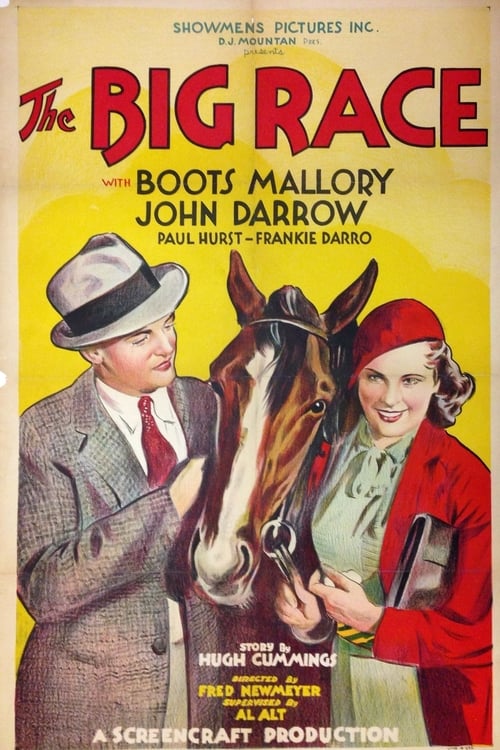 SHOWMENS PICTURES INC.
D.J. MOUNTAN PRES.
presents
The BIG RACE
WITH BOOTS MALLORY
JOHN DARROW
PAUL HURST - FRANKIE DARRO
STORY By
HUGH CUMMINGS
DIRECTED By
FRED NEWMEYER
SUPERVISED By
AL ALT
A SCREENCRAFT PRODUCTION